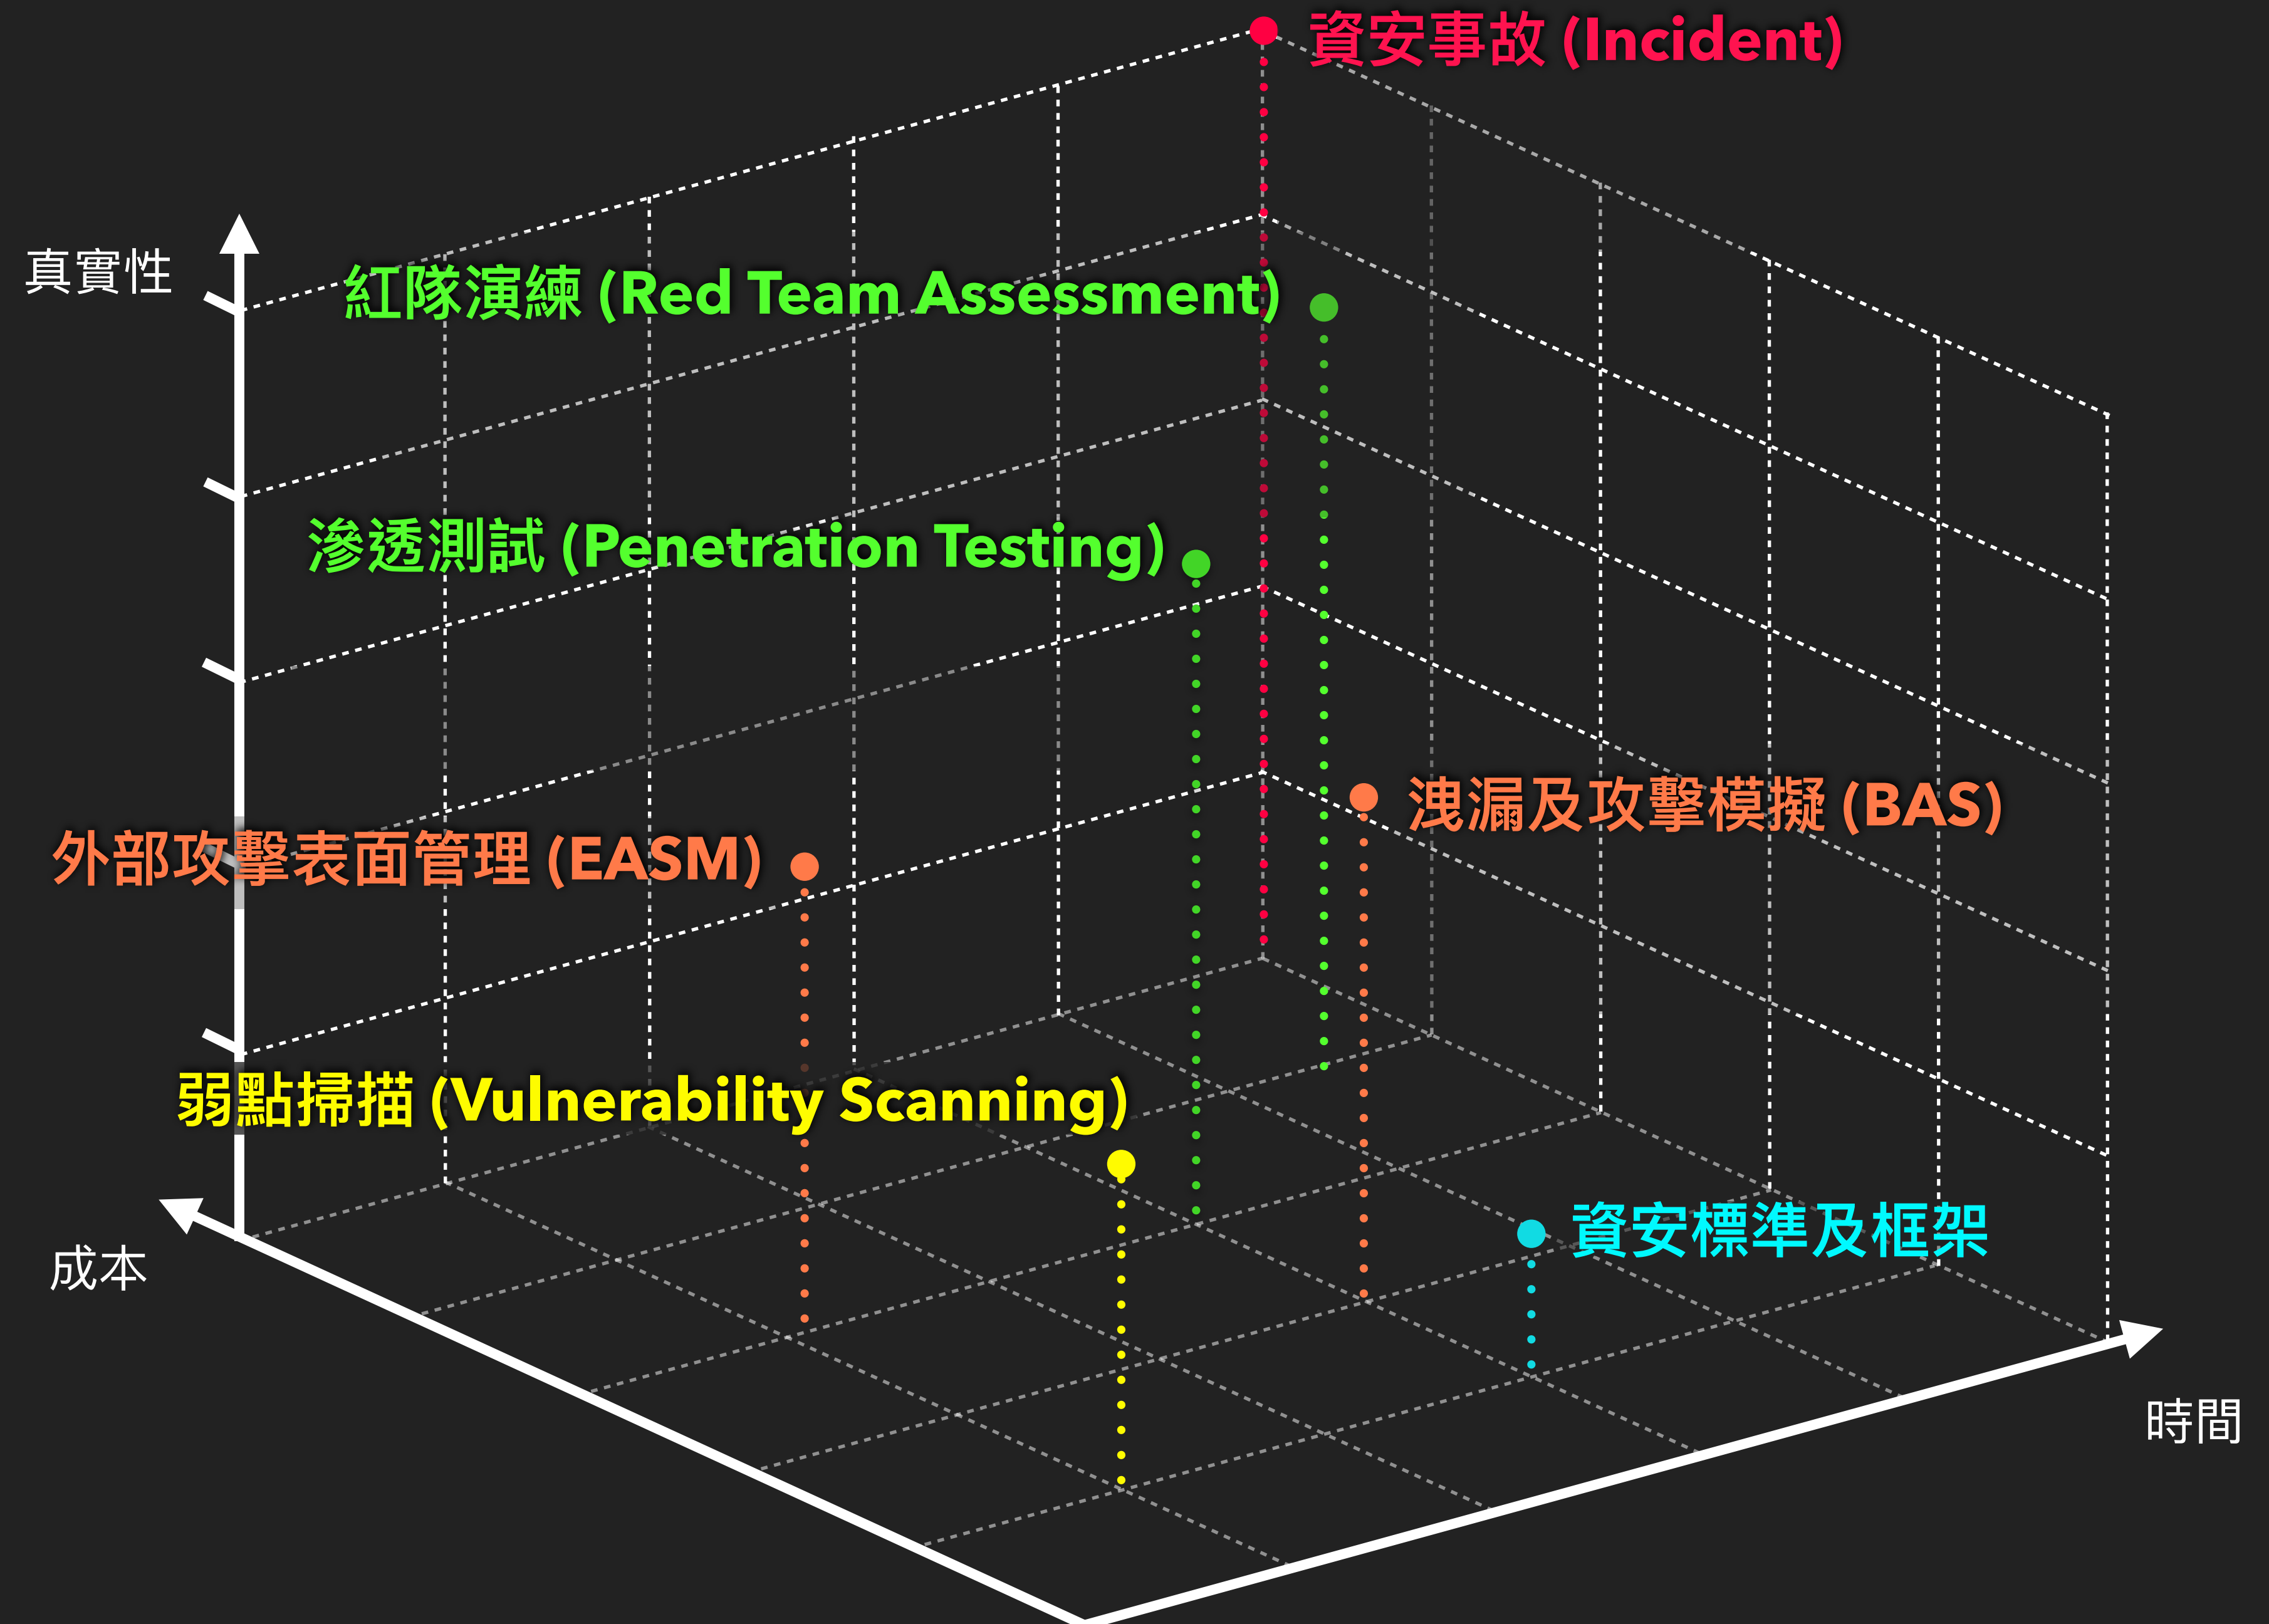 資安事故 (Incident)
真實性
紅隊演練 (Red Team Assessment)
滲透測試 (Penetration Testing)
洩漏及攻擊模擬 (BAS)
外部攻擊表面管理 (EASM)
弱點掃描 (Vulnerability Scanning)
資安標準及框架
成本
時間